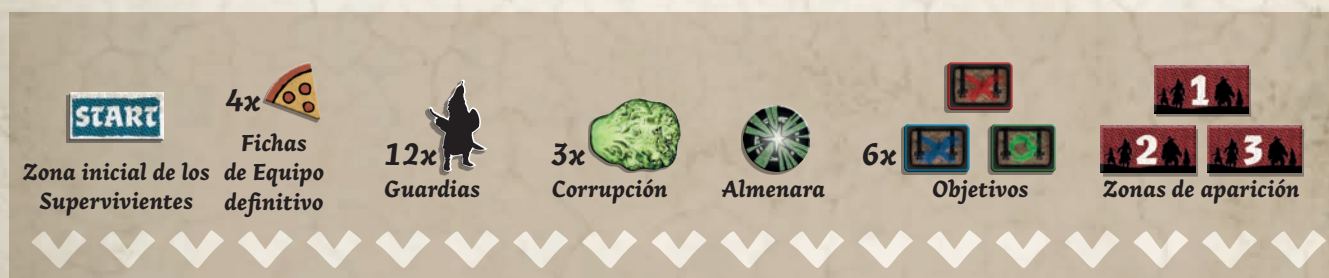 START
Zona inicial de los
Supervivientes
4x
Fichas
de Equipo
definitivo
12x
Guardias
3x
Corrupción
Almenara
6x
Objetivos
1
2
3
Zonas de aparición